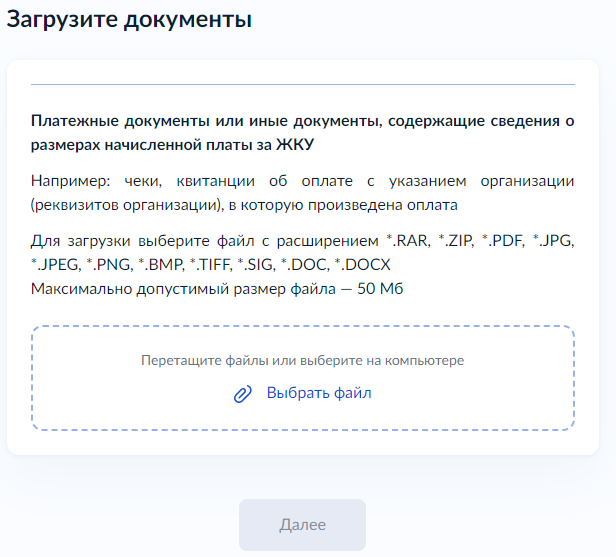 Загрузите документы
Платежные документы или иные документы, содержащие сведения о
размерах начисленной платы за ЖКУ
Например: чеки, квитанции об оплате с указанием организации
(реквизитов организации), в которую произведена оплата
Для загрузки выберите файл с расширением *.RAR, *.ZIP, *.PDF, *.JPG,
*.JPEG, *.PNG, *.BMP, *.TIFF, *.SIG, *.DOC, *.DOCX
Максимально допустимый размер файла — 50 Мб
Перетащите файлы или выберите на компьютере
Выбрать файл
Далее